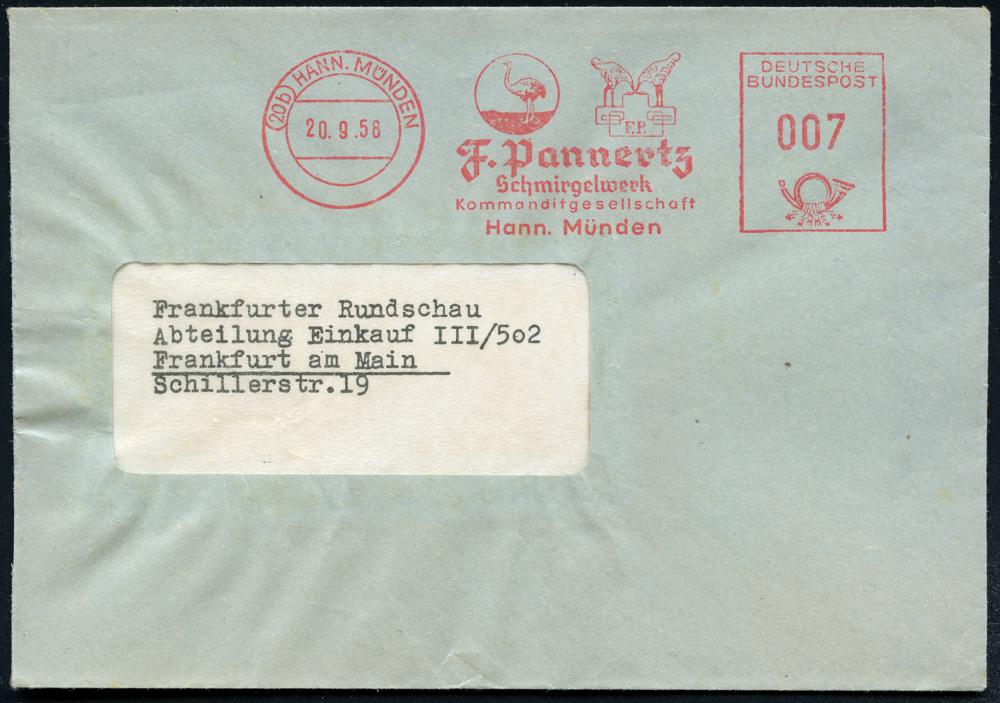 (20b) HANN. MÜNDEN
20.9.58
F.P.
F. Pannertz
Schmirgelwerk
Kommanditgesellschaft
Hann. Münden
DEUTSCHE
BUNDESPOST
007
Frankfurter Rundschau
Abteilung Einkauf III/502
Frankfurt am Main
Schillerstr.19